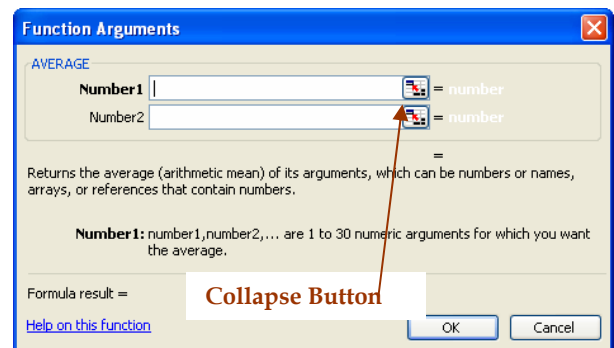 Function Arguments
AVERAGE
Number1 = number
Number2 = number
=
Returns the average (arithmetic mean) of its arguments, which can be numbers or names,
arrays, or references that contain numbers.
Number1: number1,number2,... are 1 to 30 numeric arguments for which you want
the average.
Formula result =
Collapse Button
Help on this function
OK Cancel